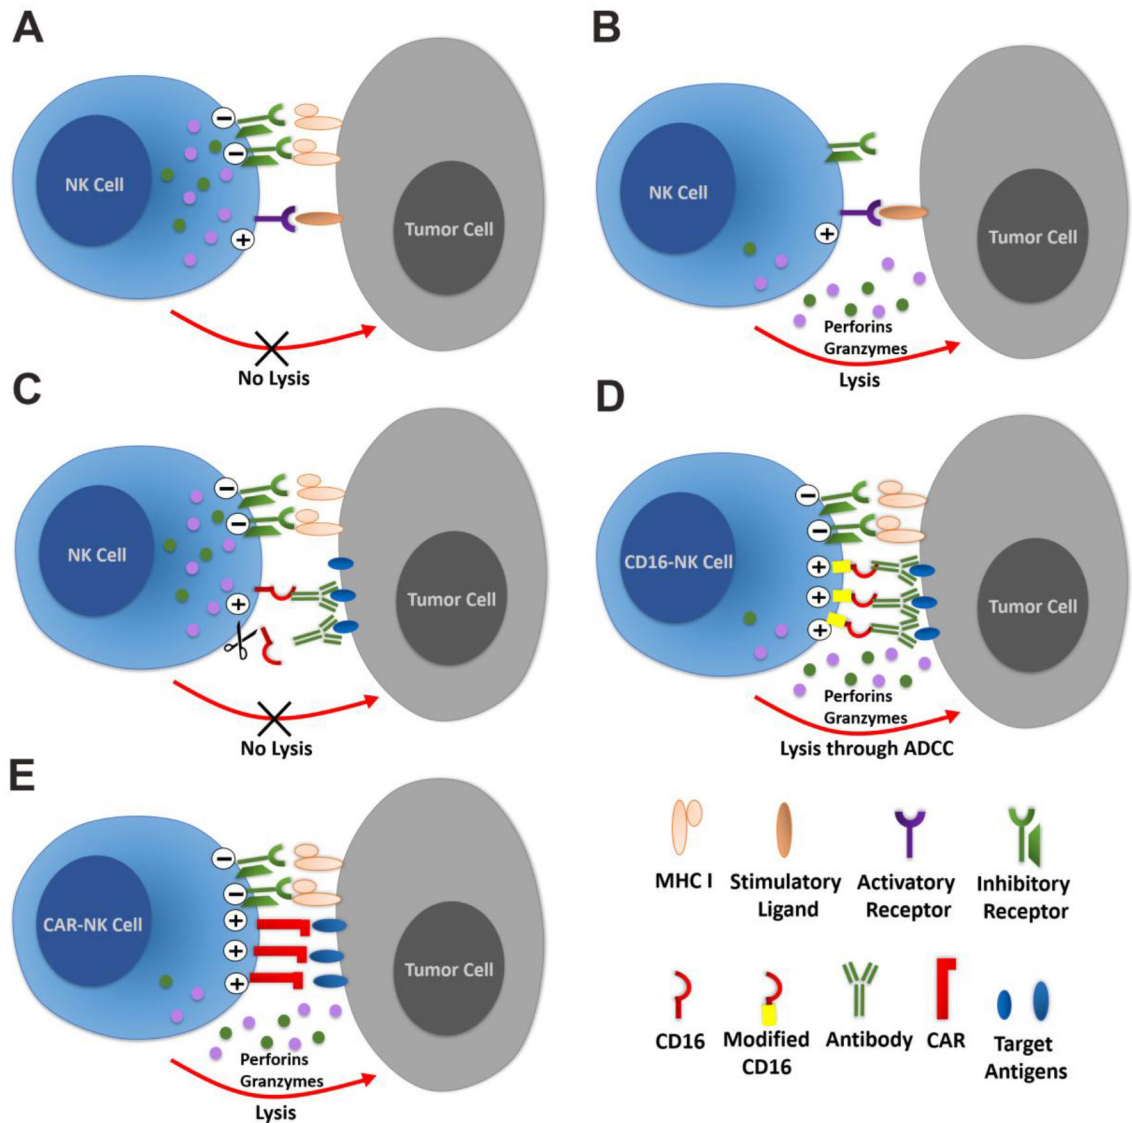 A
NK Cell
Tumor Cell
No Lysis
B
NK Cell
Tumor Cell
Perforins
Granzymes
Lysis
C
NK Cell
Tumor Cell
No Lysis
D
CD16-NK Cell
Tumor Cell
Perforins
Granzymes
Lysis through ADCC
E
CAR-NK Cell
Tumor Cell
Perforins
Granzymes
Lysis
MHC I
Stimulatory
Ligand
Activatory
Receptor
Inhibitory
Receptor
CD16
Modified
CD16
Antibody
CAR
Target
Antigens